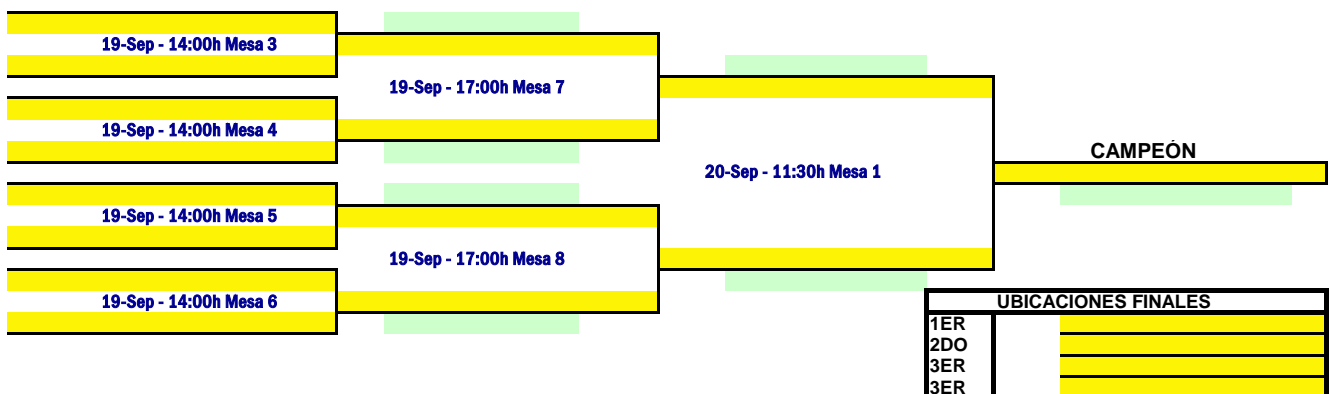 19-Sep - 14:00h Mesa 3
19-Sep - 17:00h Mesa 7
19-Sep - 14:00h Mesa 4
CAMPEÓN
20-Sep - 11:30h Mesa 1
19-Sep - 14:00h Mesa 5
19-Sep - 17:00h Mesa 8
19-Sep - 14:00h Mesa 6
UBICACIONES FINALES
1ER
2DO
3ER
3ER